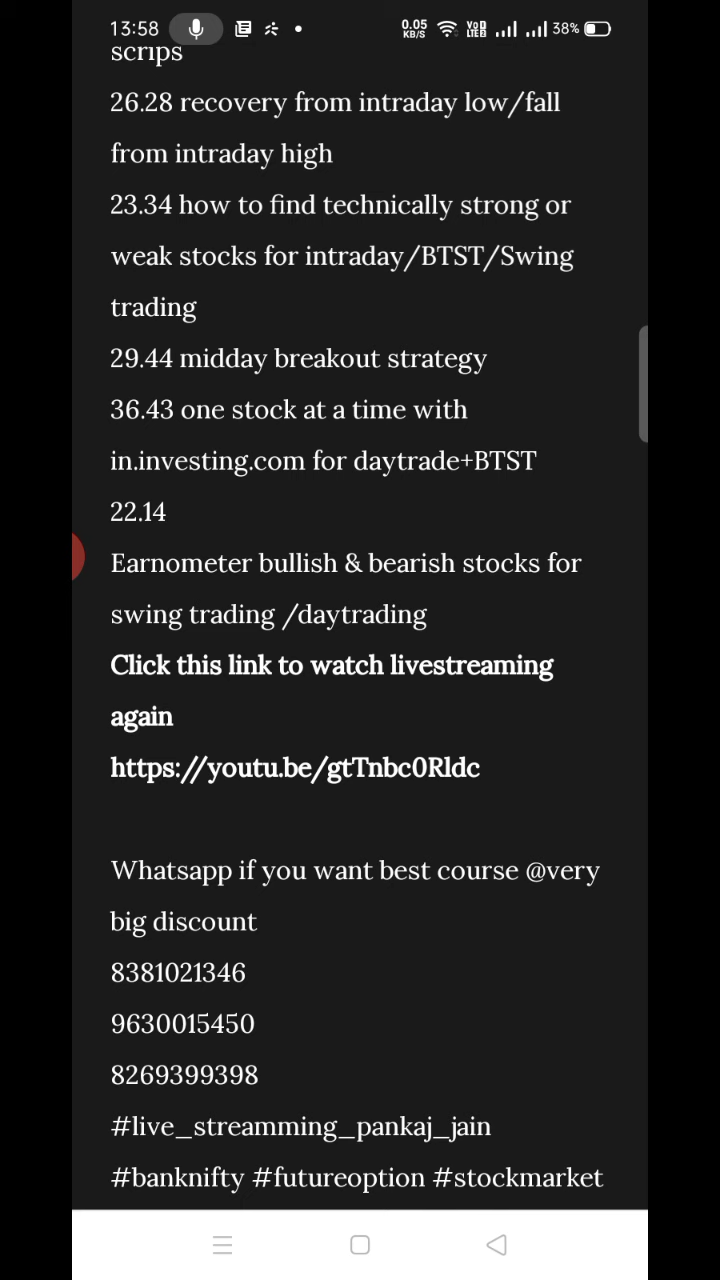 13:58 0.05 KB/S VoD LTE 38%
scrips
26.28 recovery from intraday low/fall
from intraday high
23.34 how to find technically strong or
weak stocks for intraday/BTST/Swing
trading
29.44 midday breakout strategy
36.43 one stock at a time with
in.investing.com for daytrade+BTST
22.14
Earnometer bullish & bearish stocks for
swing trading /daytrading
Click this link to watch livestreaming
again
https://youtu.be/gtTnbc0Rldc
Whatsapp if you want best course @very
big discount
8381021346
9630015450
8269399398
#live_streamming_pankaj_jain
#banknifty #futureoption #stockmarket